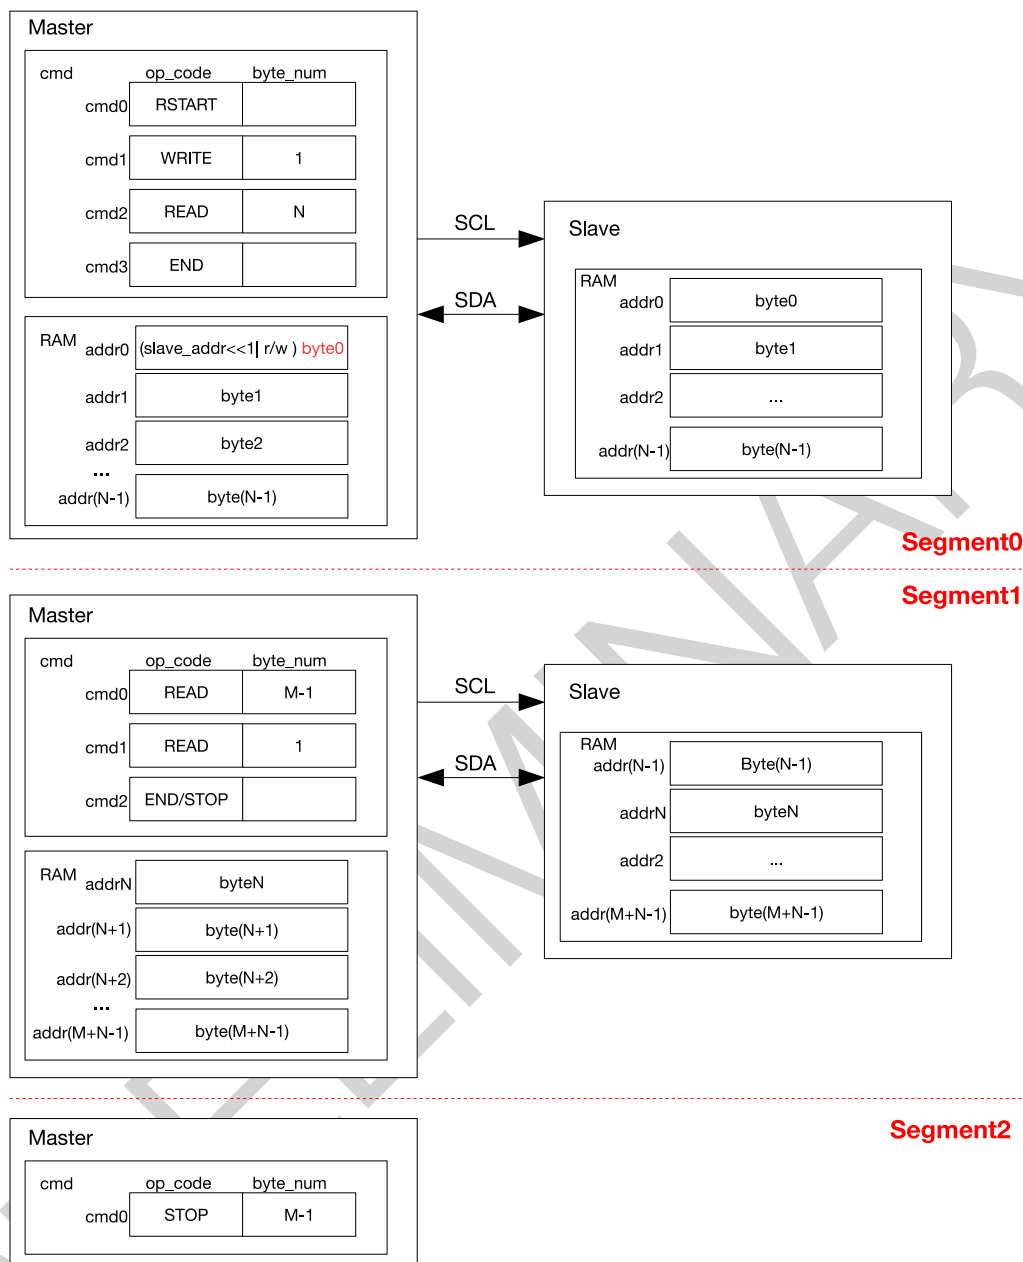 Master
cmd op_code byte_num
cmd0 RSTART
cmd1 WRITE 1
cmd2 READ N
cmd3 END
RAM
addr0 (slave_addr<<1| r/w ) byte0
addr1 byte1
addr2 byte2
...
addr(N-1) byte(N-1)
SCL
SDA
Slave
RAM
addr0 byte0
addr1 byte1
addr2 ...
addr(N-1) byte(N-1)
Segment0
Segment1
Master
cmd op_code byte_num
cmd0 READ M-1
cmd1 READ 1
cmd2 END/STOP
RAM
addrN byteN
addr(N+1) byte(N+1)
addr(N+2) byte(N+2)
...
addr(M+N-1) byte(M+N-1)
SCL
SDA
Slave
RAM
addr(N-1) Byte(N-1)
addrN byteN
addr2 ...
addr(M+N-1) byte(M+N-1)
Segment2
Master
cmd op_code byte_num
cmd0 STOP M-1